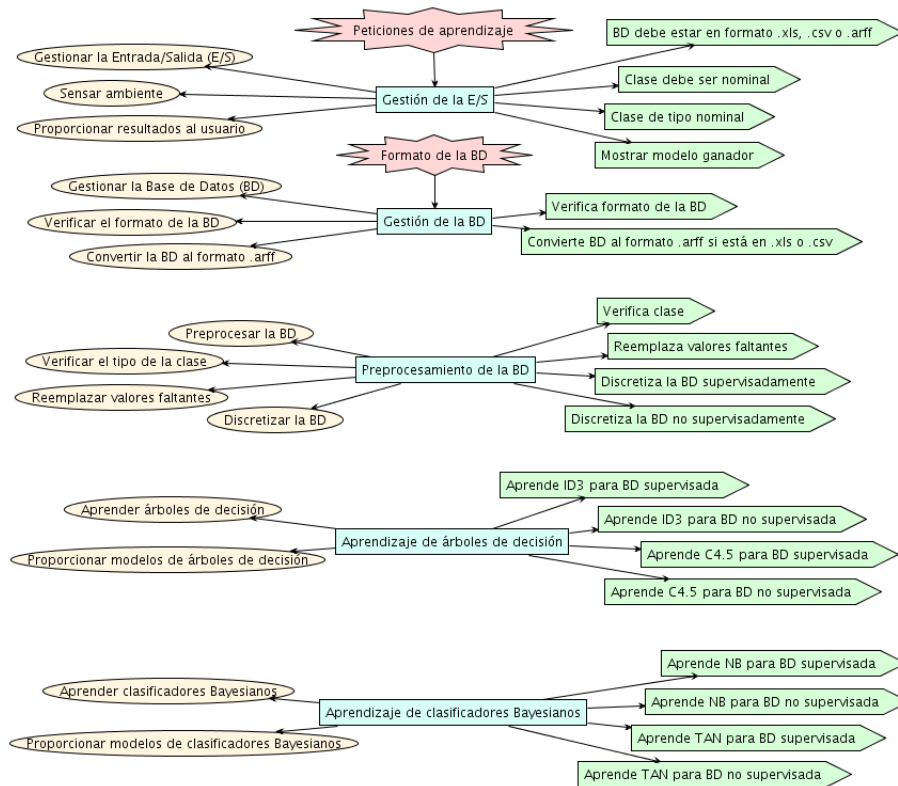 Peticiones de aprendizaje
BD debe estar en formato .xls, .csv o .arff
Gestionar la Entrada/Salida (E/S)
Clase debe ser nominal
Sensar ambiente
Gestión de la E/S
Clase de tipo nominal
Proporcionar resultados al usuario
Mostrar modelo ganador
Formato de la BD
Gestionar la Base de Datos (BD)
Verifica formato de la BD
Verificar el formato de la BD
Gestión de la BD
Convierte BD al formato .arff si está en .xls o .csv
Convertir la BD al formato .arff
Verifica clase
Preprocesar la BD
Reemplaza valores faltantes
Verificar el tipo de la clase
Preprocesamiento de la BD
Discretiza la BD supervisadamente
Reemplazar valores faltantes
Discretizar la BD
Discretiza la BD no supervisadamente
Aprende ID3 para BD supervisada
Aprender árboles de decisión
Aprende ID3 para BD no supervisada
Aprendizaje de árboles de decisión
Aprende C4.5 para BD supervisada
Proporcionar modelos de árboles de decisión
Aprende C4.5 para BD no supervisada
Aprende NB para BD supervisada
Aprender clasificadores Bayesianos
Aprende NB para BD no supervisada
Aprendizaje de clasificadores Bayesianos
Aprende TAN para BD supervisada
Proporcionar modelos de clasificadores Bayesianos
Aprende TAN para BD no supervisada